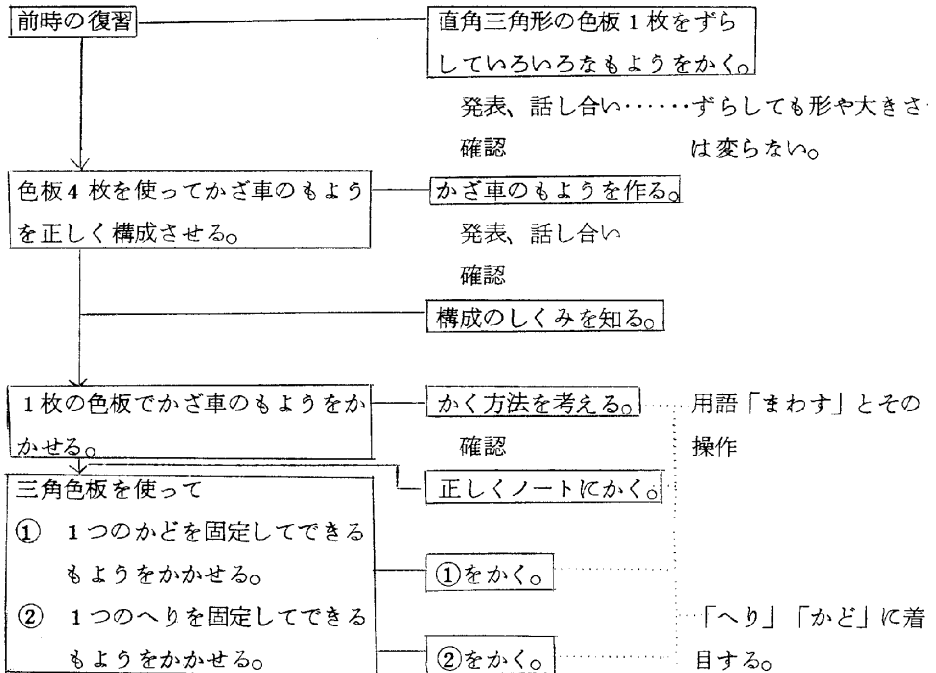 前時の復習
直角三角形の色板1枚をずら
していろいろなもようをかく。
発表、話し合い……ずらしても形や大きさ
確認 は変らない。
色板4枚を使ってかざ車のもよう
を正しく構成させる。
かざ車のもようを作る。
発表、話し合い
確認
構成のしくみを知る。
1枚の色板でかざ車のもようをか
かせる。
かく方法を考える。
確認
用語「まわす」とその
操作
正しくノートにかく。
三角色板を使って
① 1つのかどを固定してできる
もようをかかせる。
①をかく。
② 1つのへりを固定してできる
もようをかかせる。
②をかく。
「へり」「かど」に着
目する。